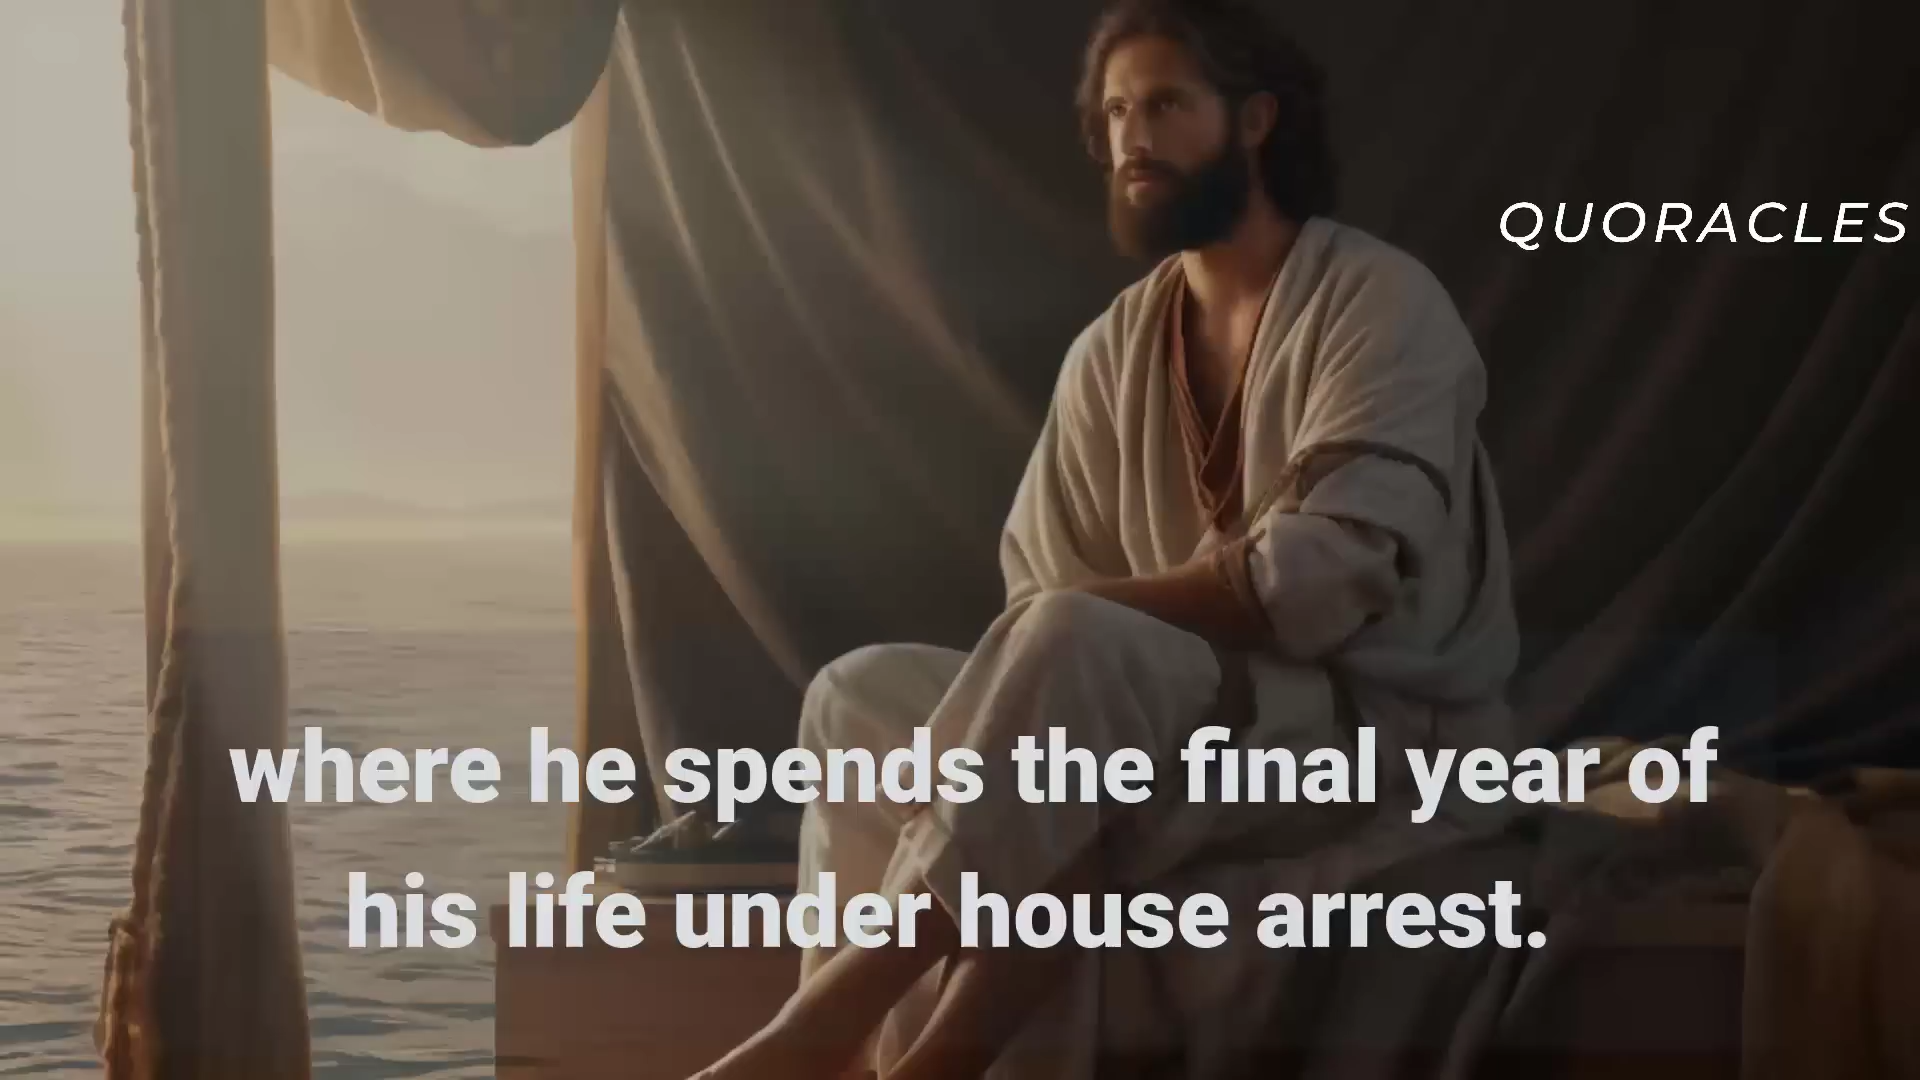 QUORACLES
where he spends the final year of
his life under house arrest.